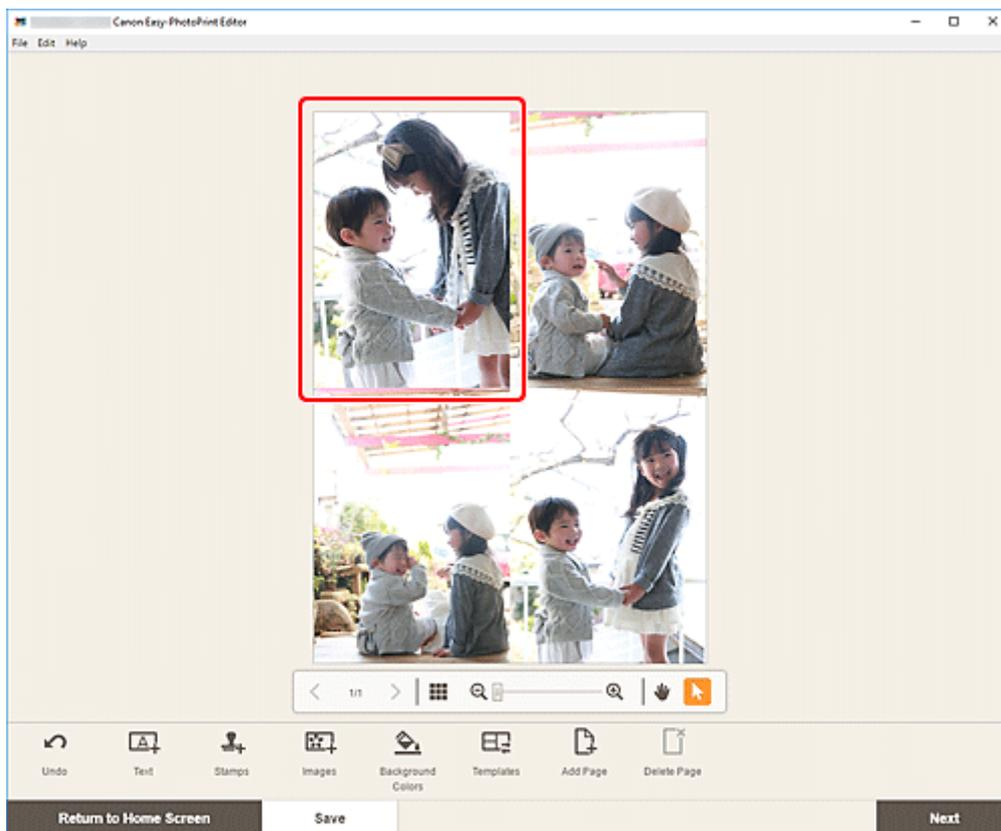 Canon Easy-PhotoPrint Editor
File Edit Help
1/1
Undo
Text
Stamps
Images
Background
Colors
Templates
Add Page
Delete Page
Return to Home Screen
Save
Next